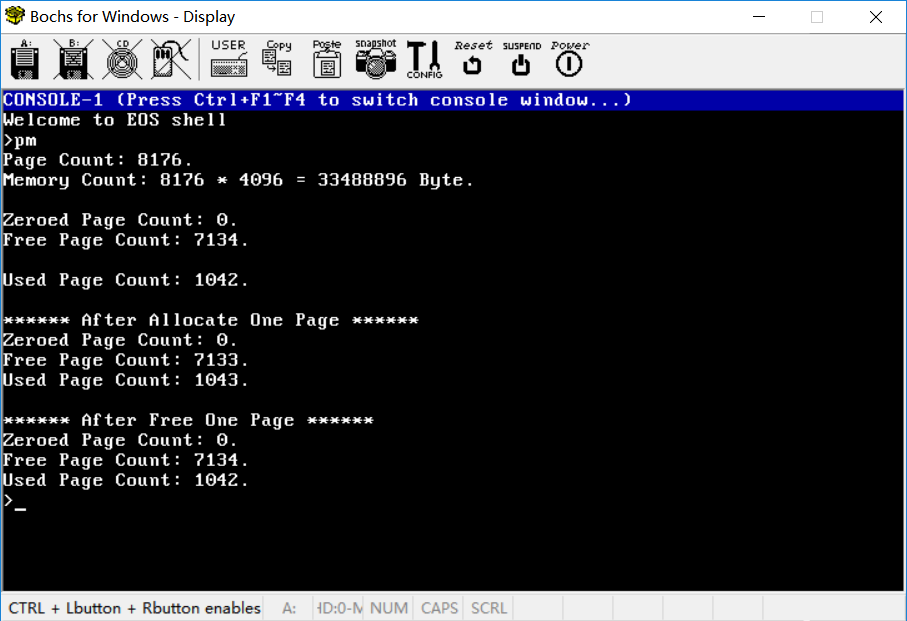 Bochs for Windows - Display
A: B: CD USER Copy Paste snapshot CONFIG Reset SUSPEND Power
CONSOLE-1 (Press Ctrl+F1~F4 to switch console window...)
Welcome to EOS shell
>pm
Page Count: 8176.
Memory Count: 8176 * 4096 = 33488896 Byte.
Zeroed Page Count: 0.
Free Page Count: 7134.
Used Page Count: 1042.
****** After Allocate One Page ******
Zeroed Page Count: 0.
Free Page Count: 7133.
Used Page Count: 1043.
****** After Free One Page ******
Zeroed Page Count: 0.
Free Page Count: 7134.
Used Page Count: 1042.
>_
CTRL + Lbutton + Rbutton enables A: HD:0-M NUM CAPS SCRL